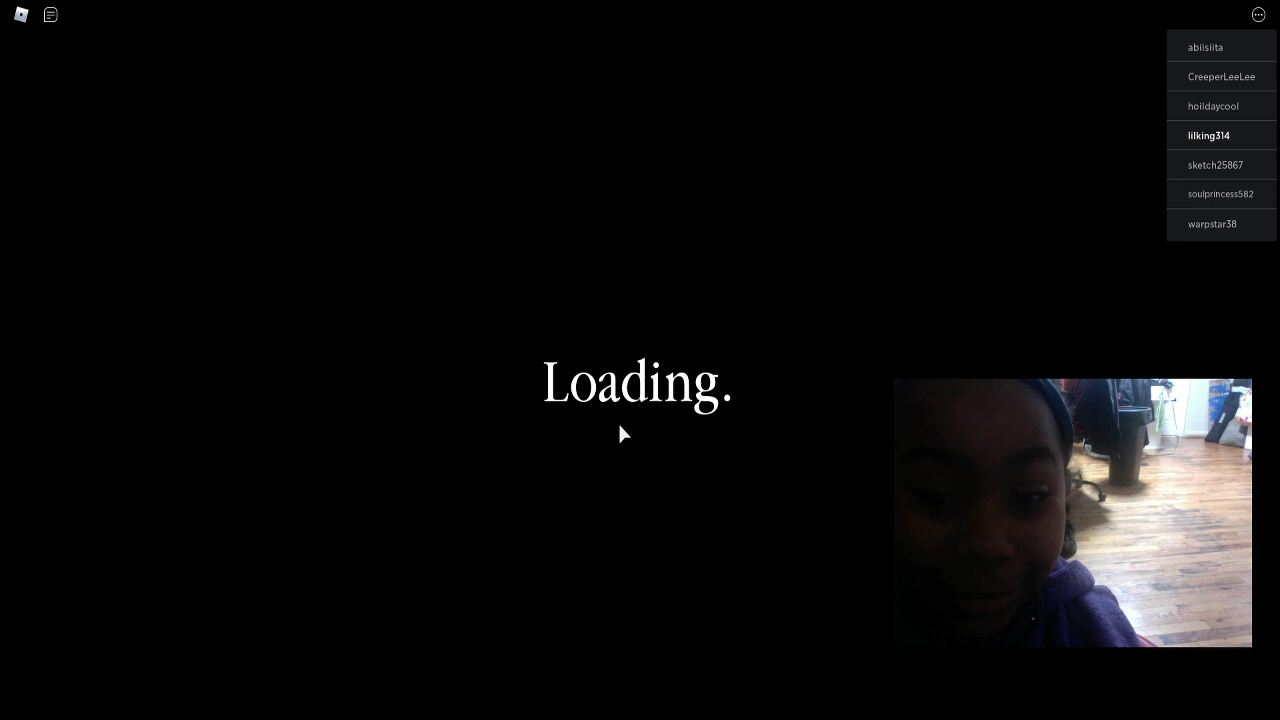 abiisiita
CreeperLeeLee
hoildaycool
lilking314
sketch25867
soulprincess582
warpstar38
Loading.